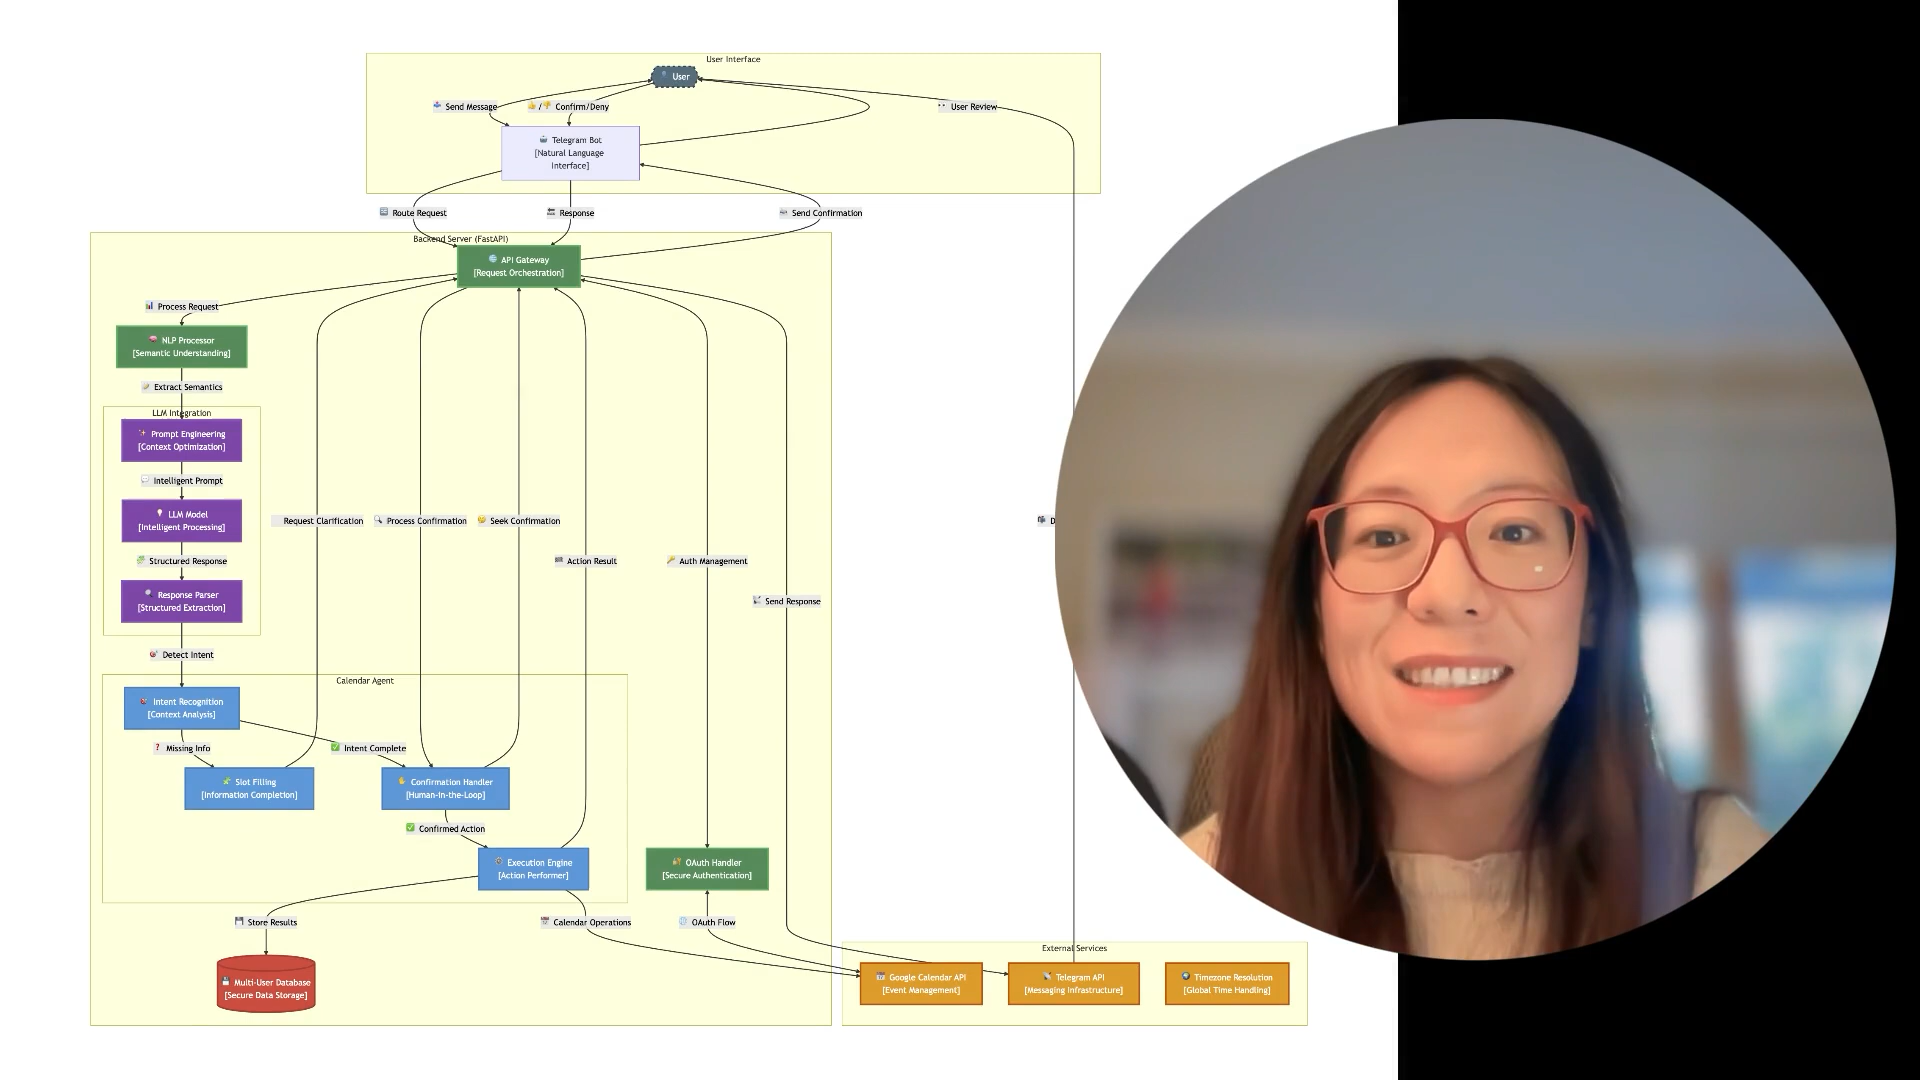 User Interface
User
Send Message
/ Confirm/Deny
User Review
Telegram Bot
[Natural Language
Interface]
Route Request
Response
Send Confirmation
Backend Server (FastAPI)
API Gateway
[Request Orchestration]
Process Request
NLP Processor
[Semantic Understanding]
Extract Semantics
LLM Integration
Prompt Engineering
[Context Optimization]
Intelligent Prompt
LLM Model
[Intelligent Processing]
Request Clarification
Process Confirmation
Seek Confirmation
Structured Response
Action Result
Auth Management
Response Parser
[Structured Extraction]
Send Response
Detect Intent
Calendar Agent
Intent Recognition
[Context Analysis]
Missing Info
Intent Complete
Slot Filling
[Information Completion]
Confirmation Handler
[Human-in-the-Loop]
Confirmed Action
Execution Engine
[Action Performer]
OAuth Handler
[Secure Authentication]
Store Results
Calendar Operations
OAuth Flow
Multi-User Database
[Secure Data Storage]
External Services
Google Calendar API
[Event Management]
Telegram API
[Messaging Infrastructure]
Timezone Resolution
[Global Time Handling]